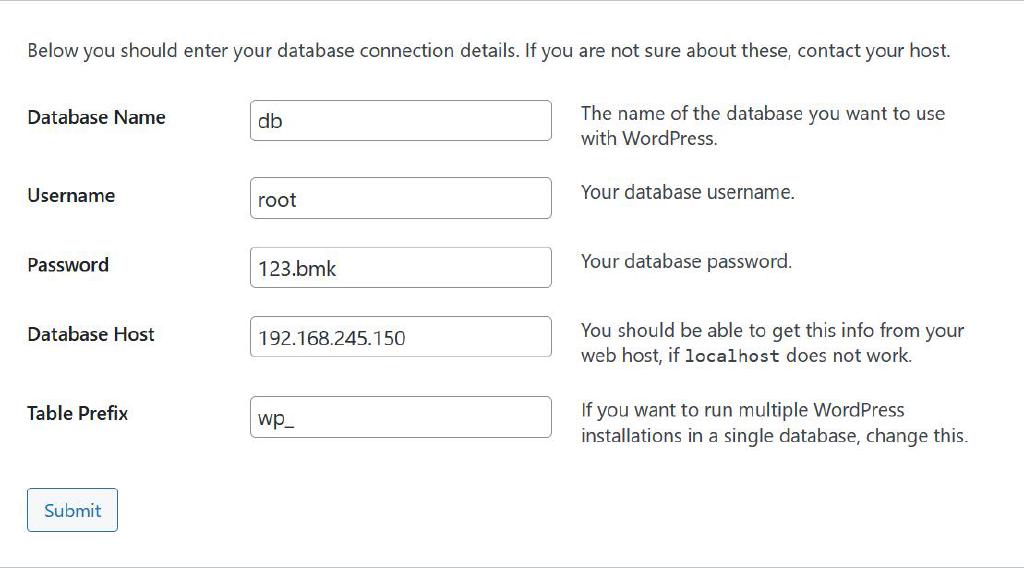 Below you should enter your database connection details. If you are not sure about these, contact your host.
Database Name
db
The name of the database you want to use
with WordPress.
Username
root
Your database username.
Password
123.bmk
Your database password.
Database Host
192.168.245.150
You should be able to get this info from your
web host, if localhost does not work.
Table Prefix
wp_
If you want to run multiple WordPress
installations in a single database, change this.
Submit